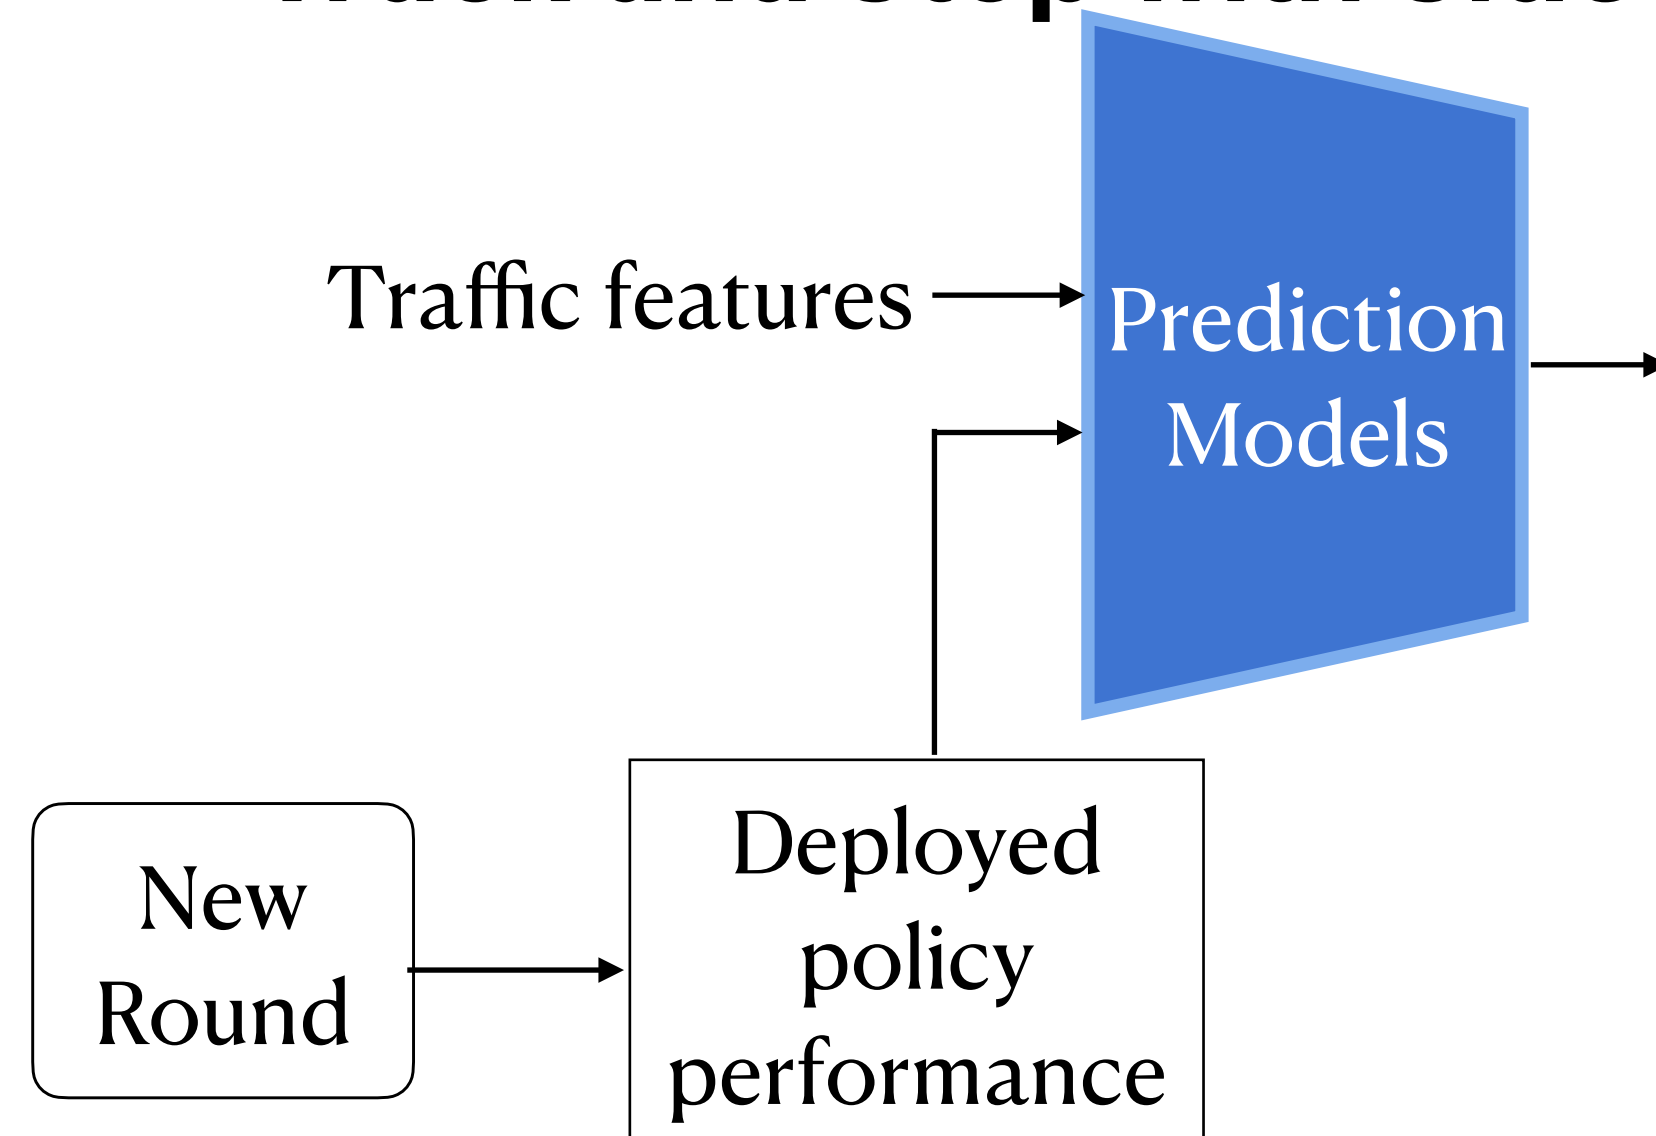 Traffic features
Prediction
Models
New
Round
Deployed
policy
performance